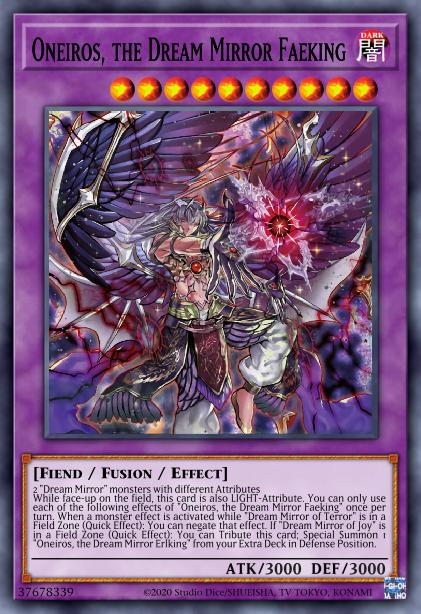 ONEIROS, THE DREAM MIRROR FAEKING
DARK
闇
[FIEND / FUSION / EFFECT]
2 "Dream Mirror" monsters with different Attributes
While face-up on the field, this card is also LIGHT-Attribute. You can only use
each of the following effects of "Oneiros, the Dream Mirror Faeking" once per
turn. When a monster effect is activated while "Dream Mirror of Terror" is in a
Field Zone (Quick Effect): You can negate that effect. If "Dream Mirror of Joy" is
in a Field Zone (Quick Effect): You can Tribute this card; Special Summon 1
"Oneiros, the Dream Mirror Erlking" from your Extra Deck in Defense Position.
ATK/3000 DEF/3000
37678339
©2020 Studio Dice/SHUEISHA, TV TOKYO, KONAMI